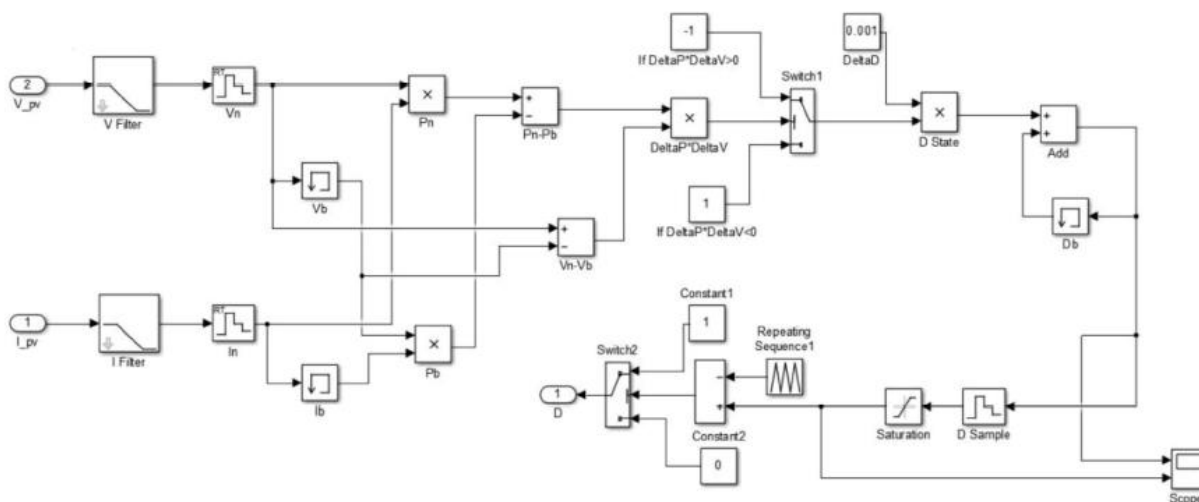 -1
If DeltaP*DeltaV>0
0.001
DeltaD
Switch1
2
V_pv
V Filter
RT
Vn
×
Pn
+
−
Pn-Pb
×
DeltaP*DeltaV
×
D State
+
+
Add
Vb
1
If DeltaP*DeltaV<0
+
−
Vn-Vb
Db
1
I_pv
I Filter
RT
In
Ib
×
Pb
Constant1
1
Repeating
Sequence1
Switch2
1
D
−
+
Constant2
0
Saturation
D Sample
Scope